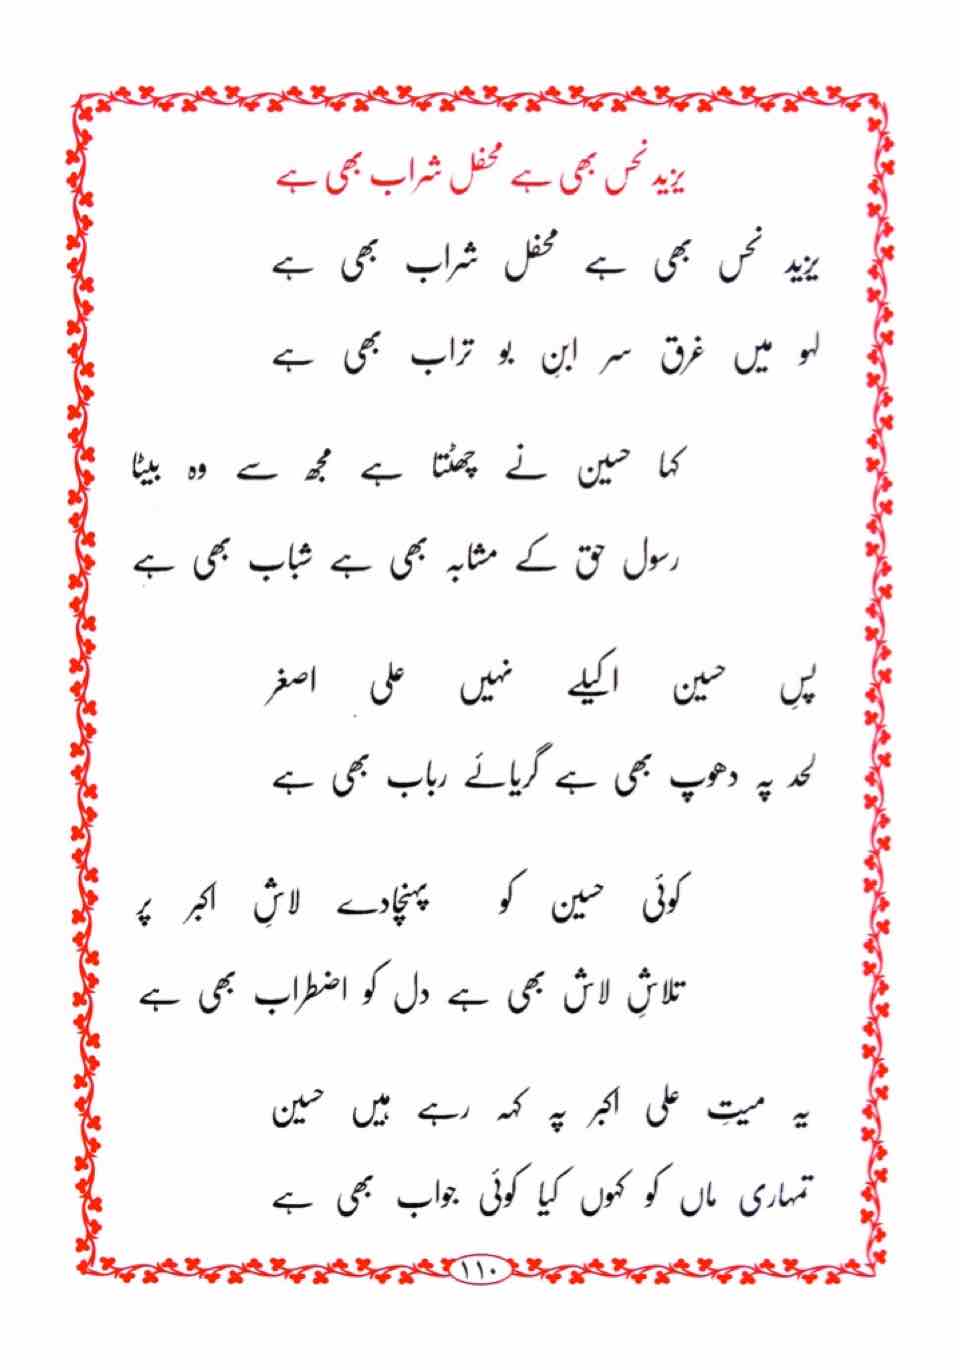 یزید نحس بھی ہے محفل شراب بھی ہے
یزید نحس بھی ہے محفل شراب بھی ہے
لہو میں غرق سر ابنِ بو تراب بھی ہے
کہا حسین نے چھٹتا ہے مجھ سے وہ بیٹا
رسول حق کے مشابہ بھی ہے شباب بھی ہے
پسِ حسین اکیلے نہیں علی اصغر
لحد پہ دھوپ بھی ہے گریائے رباب بھی ہے
کوئی حسین کو پہنچادے لاشِ اکبر پر
تلاشِ لاش بھی ہے دل کو اضطراب بھی ہے
یہ میتِ علی اکبر پہ کہہ رہے ہیں حسین
تمہاری ماں کو کہوں کیا کوئی جواب بھی ہے
۱۱۰